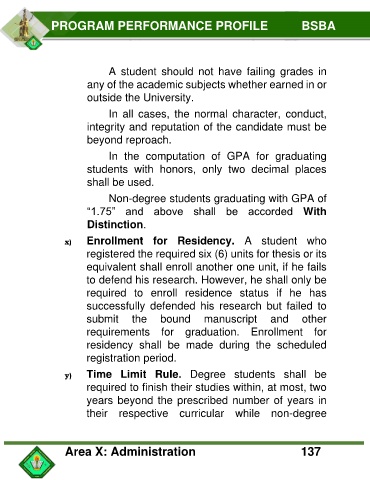 PROGRAM PERFORMANCE PROFILE BSBA
A student should not have failing grades in
any of the academic subjects whether earned in or
outside the University.
In all cases, the normal character, conduct,
integrity and reputation of the candidate must be
beyond reproach.
In the computation of GPA for graduating
students with honors, only two decimal places
shall be used.
Non-degree students graduating with GPA of
“1.75” and above shall be accorded With
Distinction.
x) Enrollment for Residency. A student who
registered the required six (6) units for thesis or its
equivalent shall enroll another one unit, if he fails
to defend his research. However, he shall only be
required to enroll residence status if he has
successfully defended his research but failed to
submit the bound manuscript and other
requirements for graduation. Enrollment for
residency shall be made during the scheduled
registration period.
y) Time Limit Rule. Degree students shall be
required to finish their studies within, at most, two
years beyond the prescribed number of years in
their respective curricular while non-degree
Area X: Administration 137